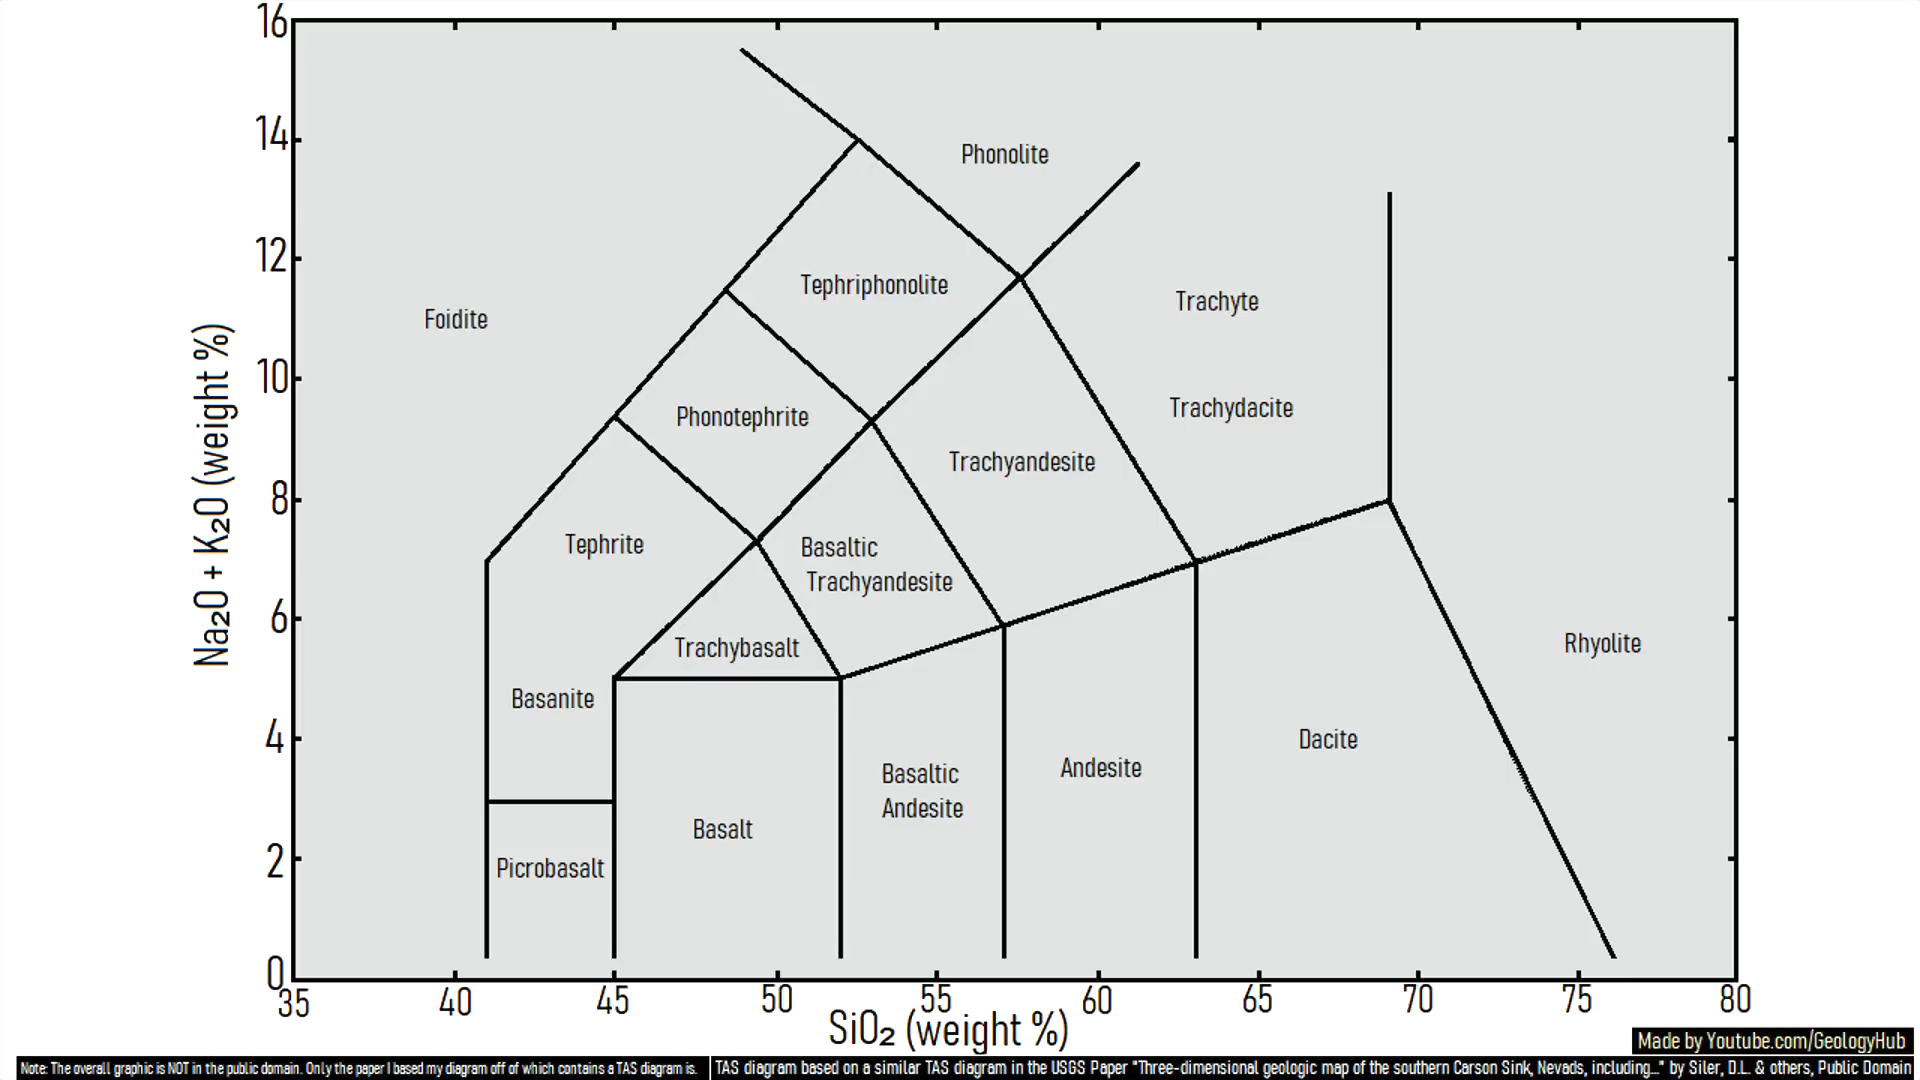 16
14
12
10
8
6
4
2
0
Na₂O + K₂O (weight %)
Phonolite
Tephriphonolite
Foidite
Trachyte
Phonotephrite
Trachydacite
Trachyandesite
Tephrite
Basaltic
Trachyandesite
Trachybasalt
Rhyolite
Basanite
Dacite
Basaltic
Andesite
Andesite
Basalt
Picrobasalt
35 40 45 50 55 60 65 70 75 80
SiO₂ (weight %)
Made by Youtube.com/GeologyHub
Note: The overall graphic is NOT in the public domain. Only the paper I based my diagram off of which contains a TAS diagram is.
TAS diagram based on a similar TAS diagram in the USGS Paper "Three-dimensional geologic map of the southern Carson Sink, Nevads, including..." by Siler, D.L. & others, Public Domain